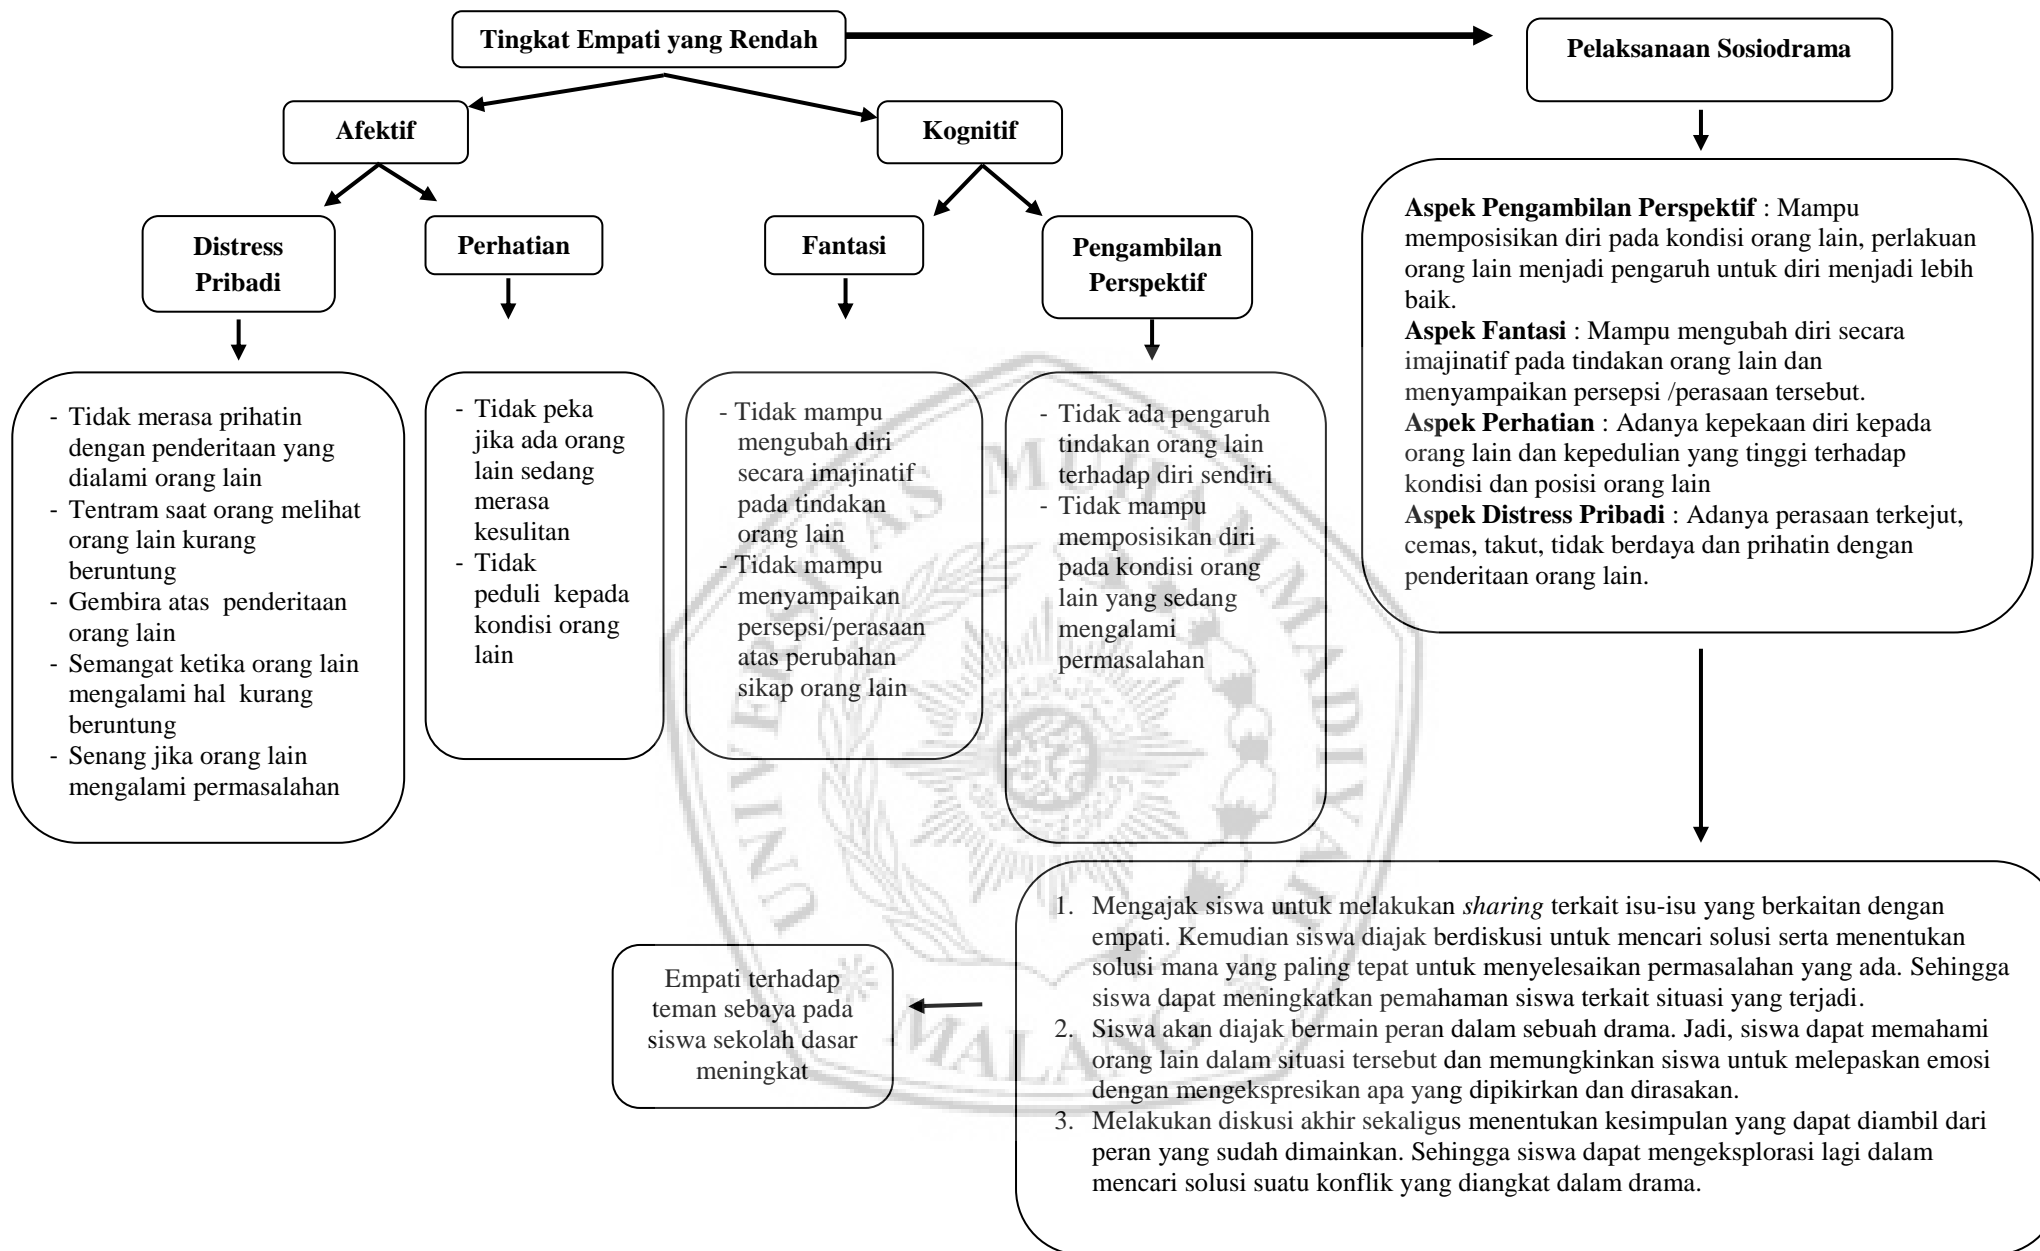 Tingkat Empati yang Rendah
Pelaksanaan Sosiodrama
Afektif
Kognitif
Distress
Pribadi
Perhatian
Fantasi
Pengambilan
Perspektif
- Tidak merasa prihatin
dengan penderitaan yang
dialami orang lain
- Tentram saat orang melihat
orang lain kurang
beruntung
- Gembira atas penderitaan
orang lain
- Semangat ketika orang lain
mengalami hal kurang
beruntung
- Senang jika orang lain
mengalami permasalahan
- Tidak peka
jika ada orang
lain sedang
merasa
kesulitan
- Tidak
peduli kepada
kondisi orang
lain
- Tidak mampu
mengubah diri
secara imajinatif
pada tindakan
orang lain
- Tidak mampu
menyampaikan
persepsi/perasaan
atas perubahan
sikap orang lain
- Tidak ada pengaruh
tindakan orang lain
terhadap diri sendiri
- Tidak mampu
memposisikan diri
pada kondisi orang
lain yang sedang
mengalami
permasalahan
Aspek Pengambilan Perspektif : Mampu
memposisikan diri pada kondisi orang lain, perlakuan
orang lain menjadi pengaruh untuk diri menjadi lebih
baik.
Aspek Fantasi : Mampu mengubah diri secara
imajinatif pada tindakan orang lain dan
menyampaikan persepsi /perasaan tersebut.
Aspek Perhatian : Adanya kepekaan diri kepada
orang lain dan kepedulian yang tinggi terhadap
kondisi dan posisi orang lain
Aspek Distress Pribadi : Adanya perasaan terkejut,
cemas, takut, tidak berdaya dan prihatin dengan
penderitaan orang lain.
1. Mengajak siswa untuk melakukan sharing terkait isu-isu yang berkaitan dengan
empati. Kemudian siswa diajak berdiskusi untuk mencari solusi serta menentukan
solusi mana yang paling tepat untuk menyelesaikan permasalahan yang ada. Sehingga
siswa dapat meningkatkan pemahaman siswa terkait situasi yang terjadi.
2. Siswa akan diajak bermain peran dalam sebuah drama. Jadi, siswa dapat memahami
orang lain dalam situasi tersebut dan memungkinkan siswa untuk melepaskan emosi
dengan mengekspresikan apa yang dipikirkan dan dirasakan.
3. Melakukan diskusi akhir sekaligus menentukan kesimpulan yang dapat diambil dari
peran yang sudah dimainkan. Sehingga siswa dapat mengeksplorasi lagi dalam
mencari solusi suatu konflik yang diangkat dalam drama.
Empati terhadap
teman sebaya pada
siswa sekolah dasar
meningkat
UNIVERSITAS MUHAMMADIYAH
MALANG